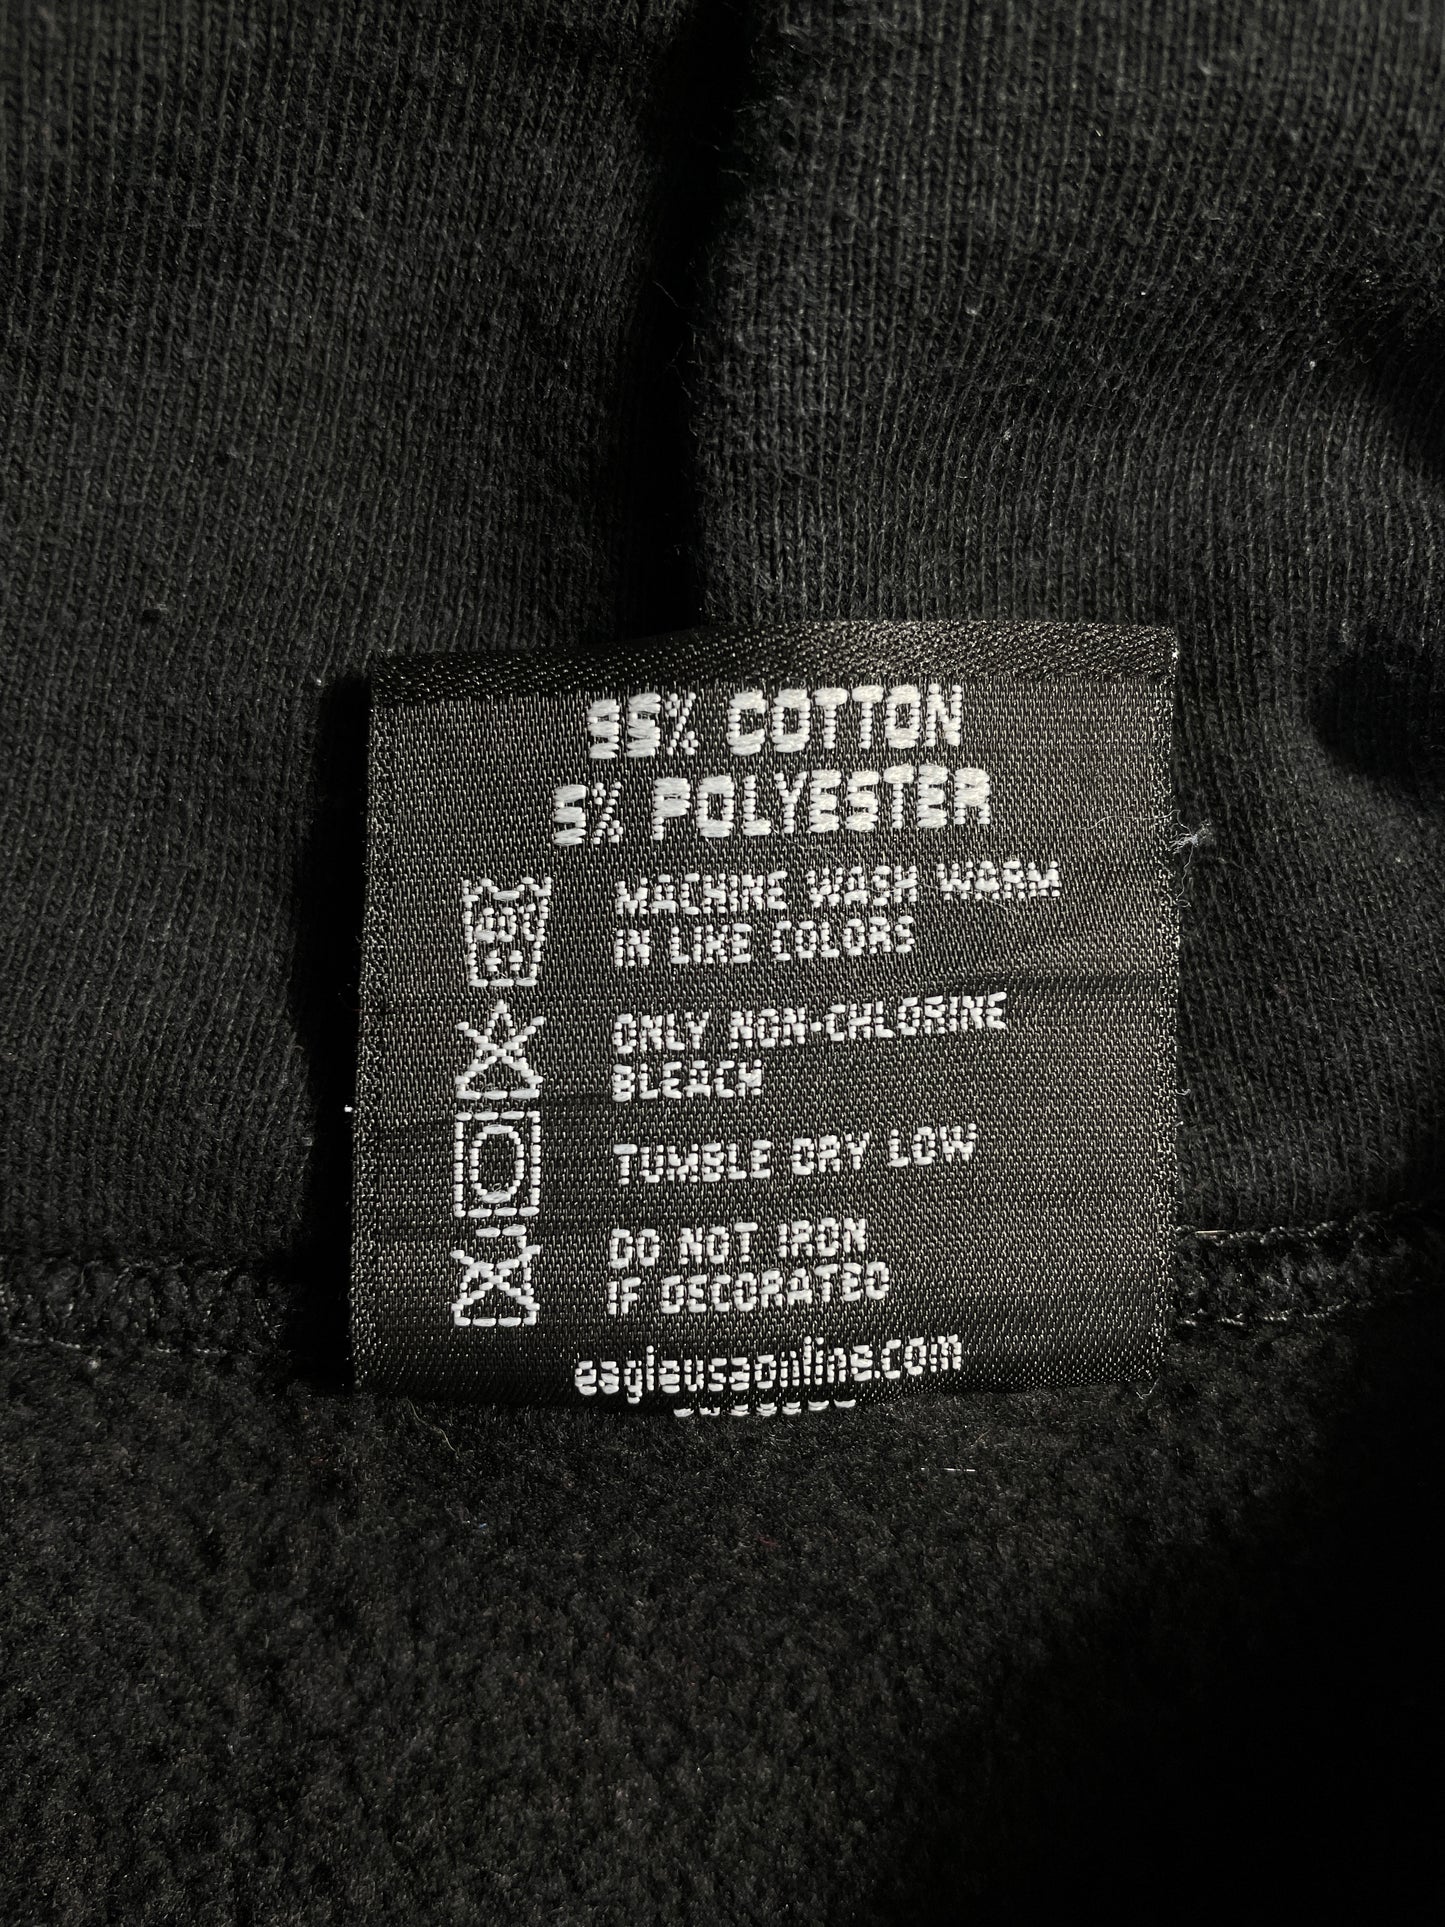 95% COTTON
5% POLYESTER
MACHINE WASH WARM
IN LIKE COLORS
ONLY NON-CHLORINE
BLEACH
TUMBLE DRY LOW
DO NOT IRON
IF DECORATED
eagleusaonline.com